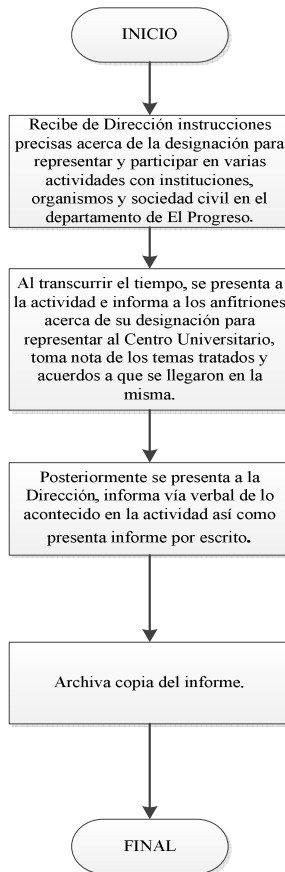 INICIO
Recibe de Dirección instrucciones
precisas acerca de la designación para
representar y participar en varias
actividades con instituciones,
organismos y sociedad civil en el
departamento de El Progreso.
Al transcurrir el tiempo, se presenta a
la actividad e informa a los anfitriones
acerca de su designación para
representar al Centro Universitario,
toma nota de los temas tratados y
acuerdos a que se llegaron en la
misma.
Posteriormente se presenta a la
Dirección, informa vía verbal de lo
acontecido en la actividad así como
presenta informe por escrito.
Archiva copia del informe.
FINAL